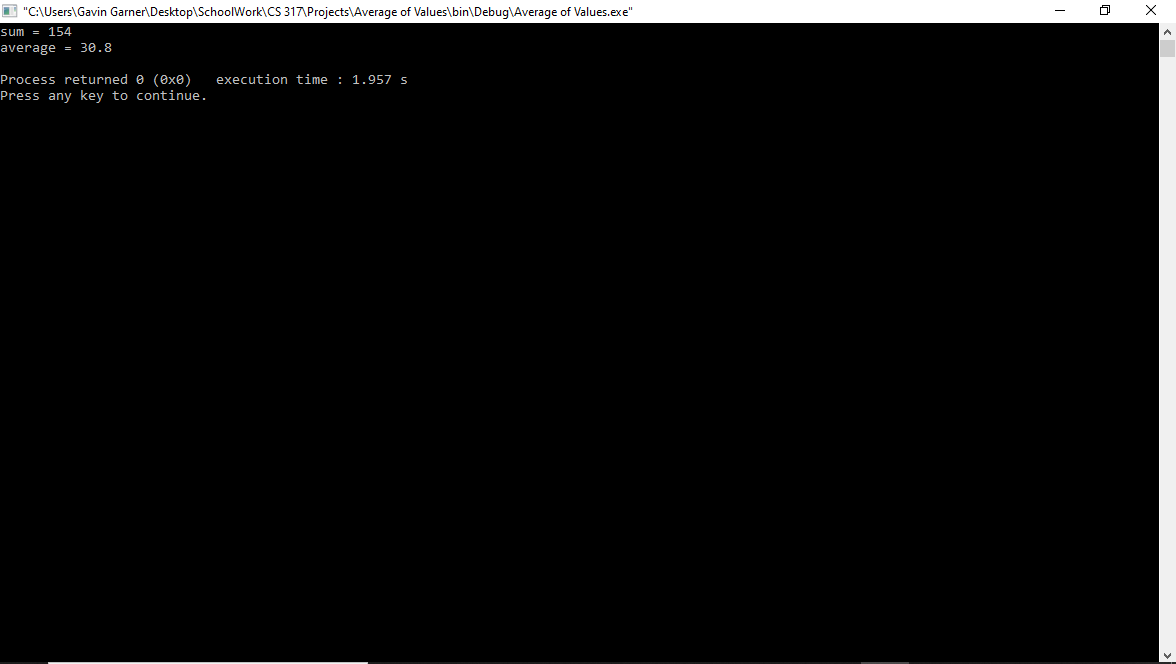 "C:\Users\Gavin Garner\Desktop\SchoolWork\CS 317\Projects\Average of Values\bin\Debug\Average of Values.exe"
sum = 154
average = 30.8
Process returned 0 (0x0)   execution time : 1.957 s
Press any key to continue.